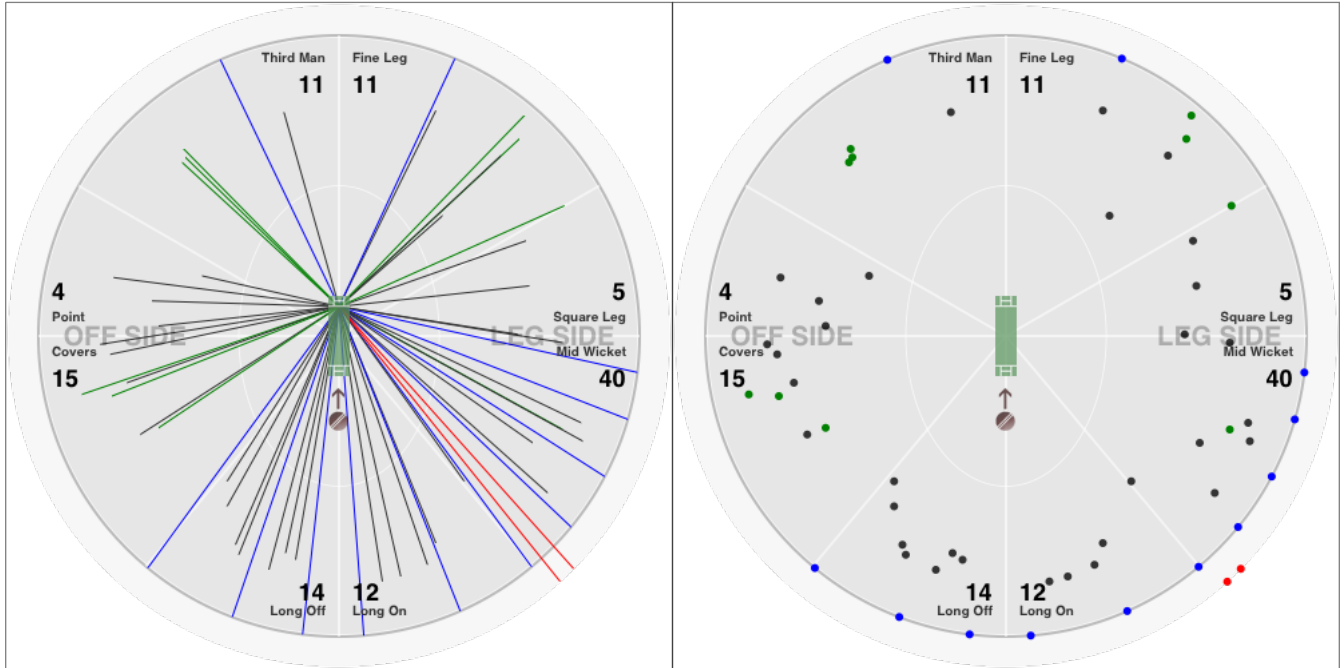 Third Man Fine Leg
11 11
4 5
Point Square Leg
OFF SIDE LEG SIDE
Covers Mid Wicket
15 40
14 12
Long Off Long On
Third Man Fine Leg
11 11
4 5
Point Square Leg
OFF SIDE LEG SIDE
Covers Mid Wicket
15 40
14 12
Long Off Long On